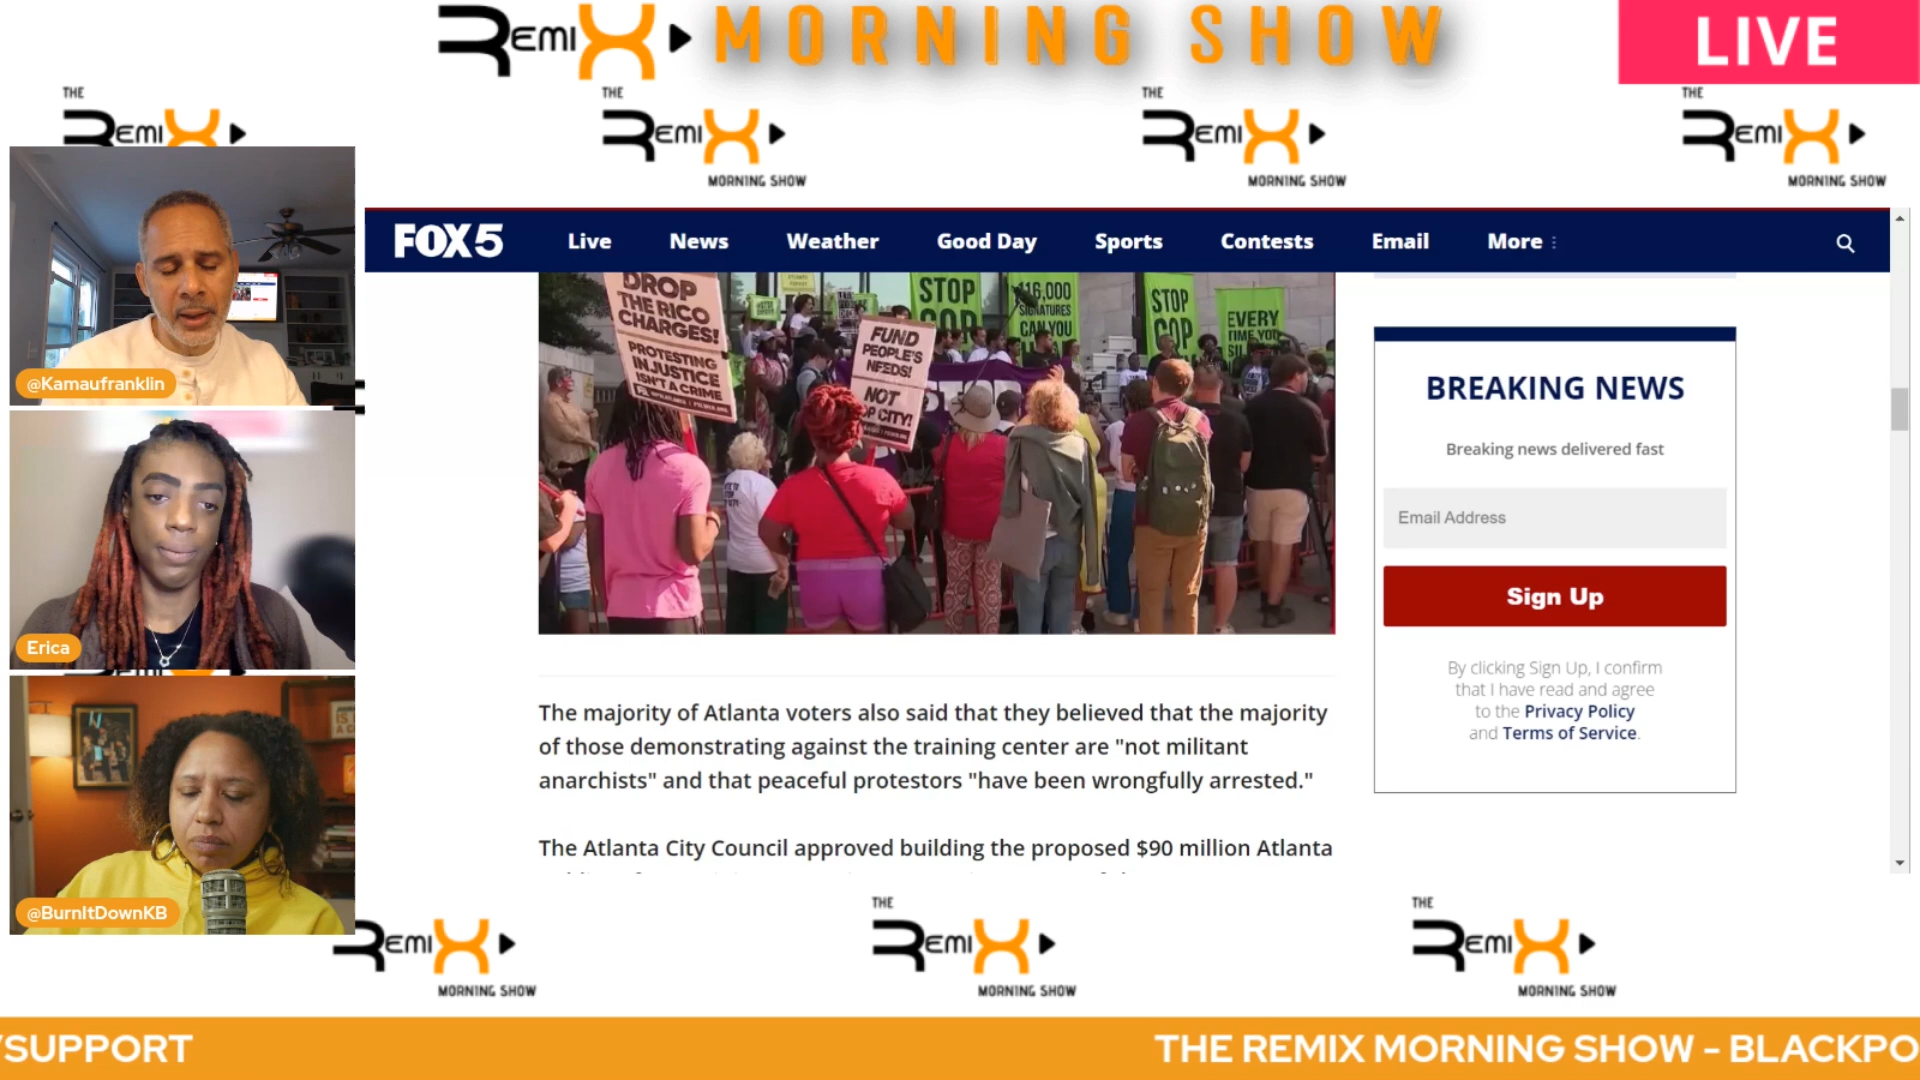 REMIX MORNING SHOW
LIVE
THE
REMIX
THE
REMIX
MORNING SHOW
THE
REMIX
MORNING SHOW
THE
REMIX
MORNING SHOW
@Kamaufranklin
Erica
@BurnItDownKB
FOX 5
Live
News
Weather
Good Day
Sports
Contests
Email
More
DROP
THE RICO
CHARGES!
PROTESTING
INJUSTICE
ISN'T A CRIME
FUND
PEOPLE'S
NEEDS!
NOT
CITY!
STOP
COP
116,000
SIGNATURES
CAN YOU
STOP
COP
EVERY
TIME YOU
The majority of Atlanta voters also said that they believed that the majority
of those demonstrating against the training center are "not militant
anarchists" and that peaceful protestors "have been wrongfully arrested."
The Atlanta City Council approved building the proposed $90 million Atlanta
BREAKING NEWS
Breaking news delivered fast
Email Address
Sign Up
By clicking Sign Up, I confirm
that I have read and agree
to the Privacy Policy
and Terms of Service.
REMIX
MORNING SHOW
THE
REMIX
MORNING SHOW
THE
REMIX
MORNING SHOW
/SUPPORT
THE REMIX MORNING SHOW - BLACKPO